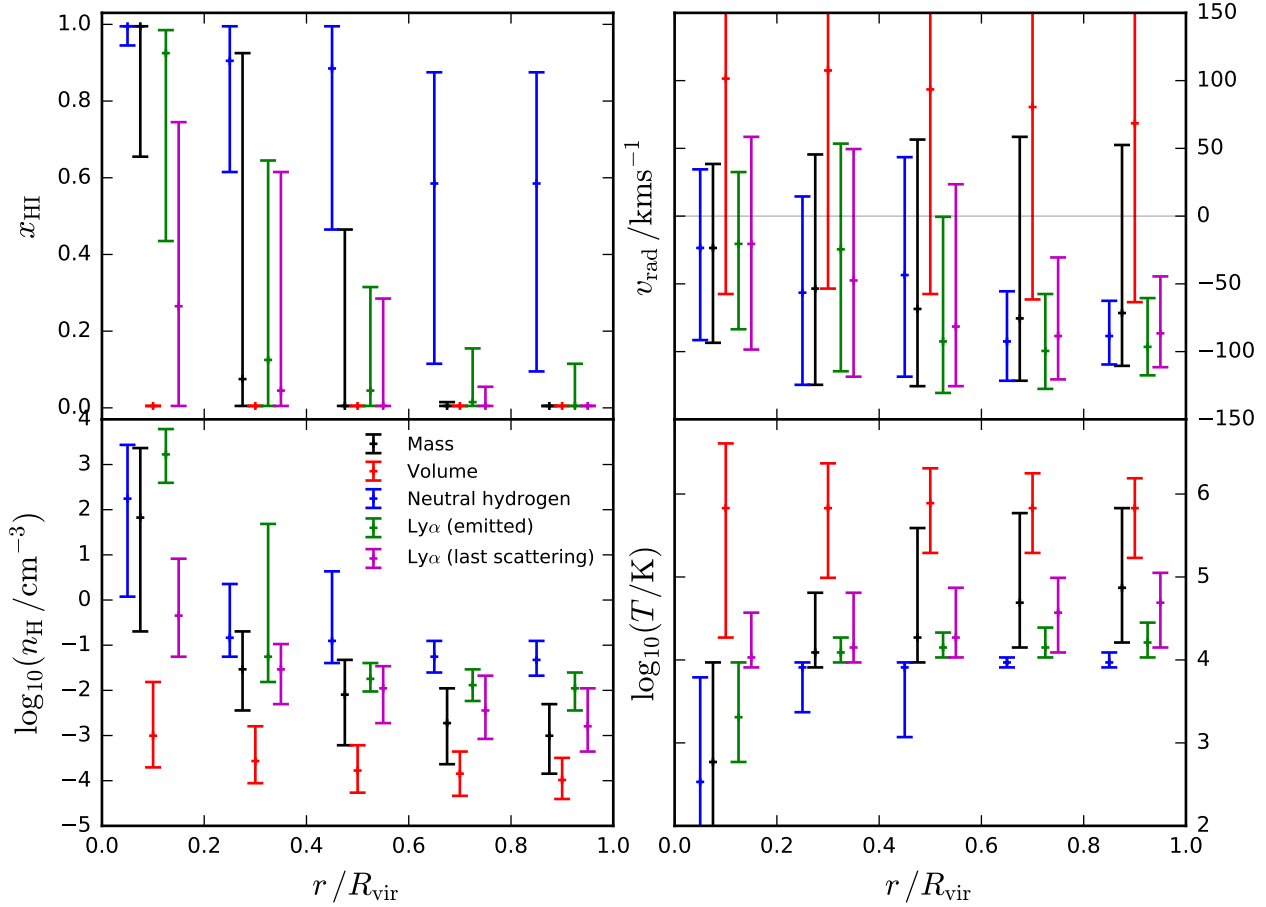 1.0
0.8
0.6
0.4
0.2
0.0
x_HI
150
100
50
0
−50
−100
−150
v_rad /kms⁻¹
4
3
2
1
0
−1
−2
−3
−4
−5
log₁₀(n_H /cm⁻³)
Mass
Volume
Neutral hydrogen
Lyα (emitted)
Lyα (last scattering)
6
5
4
3
2
log₁₀(T /K)
0.0 0.2 0.4 0.6 0.8 1.0
r /R_vir
0.0 0.2 0.4 0.6 0.8 1.0
r /R_vir